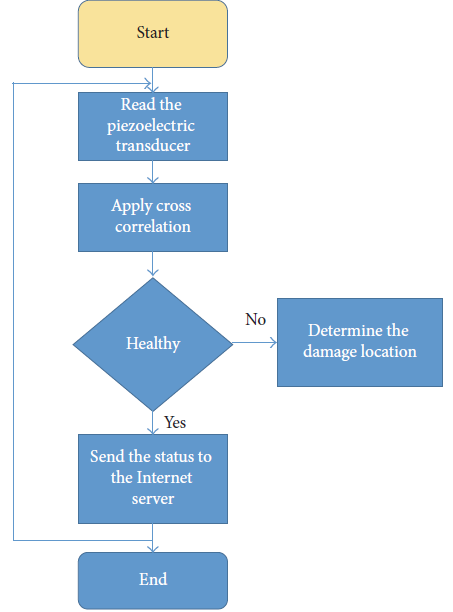 Start
Read the
piezoelectric
transducer
Apply cross
correlation
Healthy
No
Determine the
damage location
Yes
Send the status to
the Internet
server
End